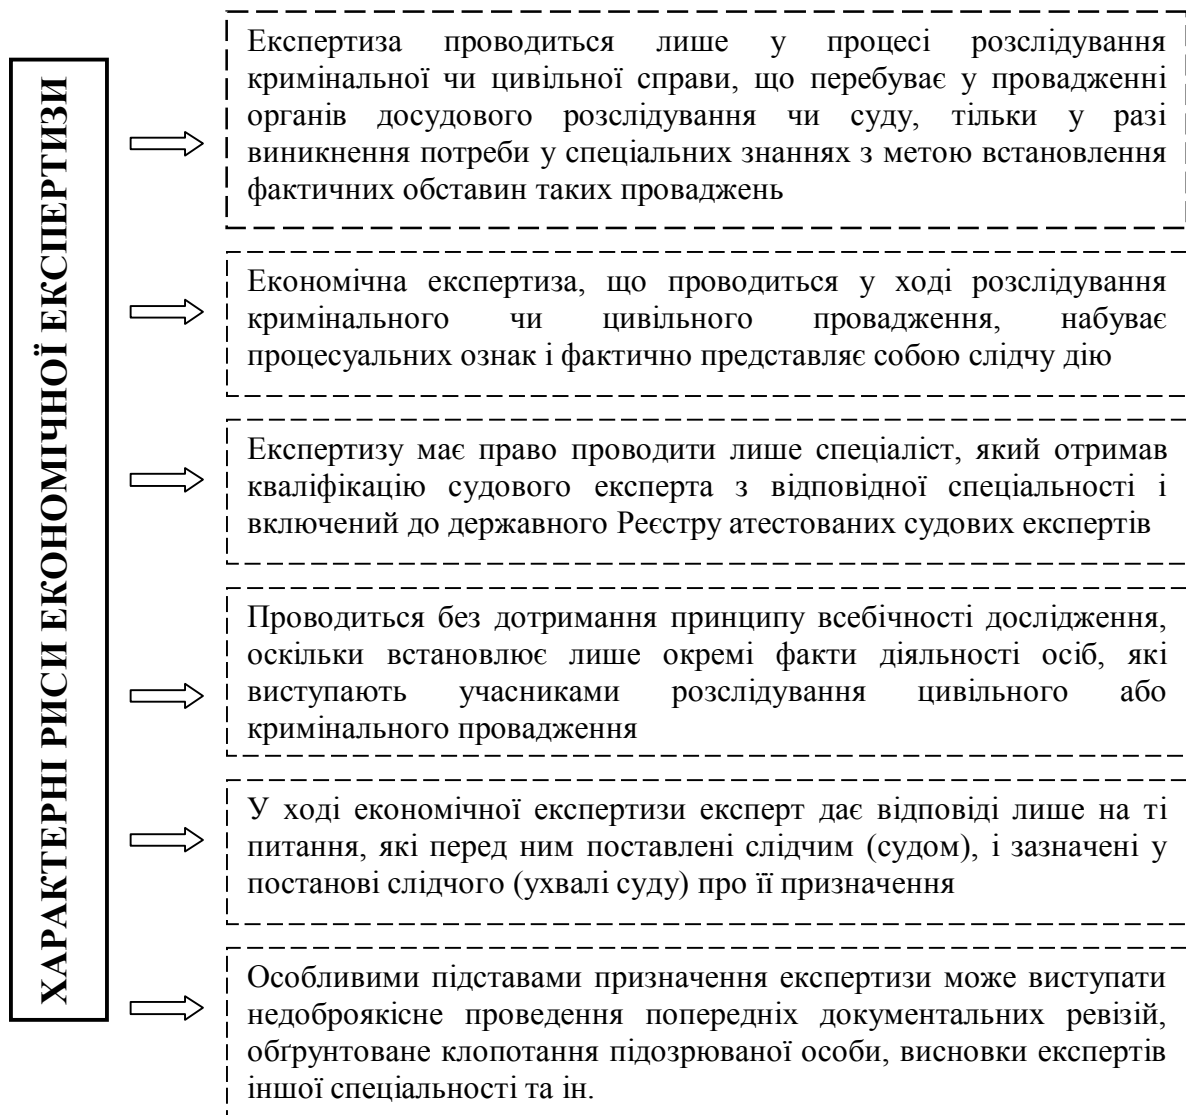 ХАРАКТЕРНІ РИСИ ЕКОНОМІЧНОЇ ЕКСПЕРТИЗИ
Експертиза проводиться лише у процесі розслідування
кримінальної чи цивільної справи, що перебуває у провадженні
органів досудового розслідування чи суду, тільки у разі
виникнення потреби у спеціальних знаннях з метою встановлення
фактичних обставин таких проваджень
Економічна експертиза, що проводиться у ході розслідування
кримінального чи цивільного провадження, набуває
процесуальних ознак і фактично представляє собою слідчу дію
Експертизу має право проводити лише спеціаліст, який отримав
кваліфікацію судового експерта з відповідної спеціальності і
включений до державного Реєстру атестованих судових експертів
Проводиться без дотримання принципу всебічності дослідження,
оскільки встановлює лише окремі факти діяльності осіб, які
виступають учасниками розслідування цивільного або
кримінального провадження
У ході економічної експертизи експерт дає відповіді лише на ті
питання, які перед ним поставлені слідчим (судом), і зазначені у
постанові слідчого (ухвалі суду) про її призначення
Особливими підставами призначення експертизи може виступати
недоброякісне проведення попередніх документальних ревізій,
обґрунтоване клопотання підозрюваної особи, висновки експертів
іншої спеціальності та ін.